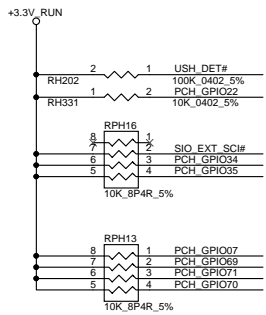 +3.3V_RUN
2 1 USH_DET#
RH202 100K_0402_5%
1 2 PCH_GPIO22
RH331 10K_0402_5%
RPH16
8 1
7 2 SIO_EXT_SCI#
6 3 PCH_GPIO34
5 4 PCH_GPIO35
10K_8P4R_5%
RPH13
8 1 PCH_GPIO07
7 2 PCH_GPIO69
6 3 PCH_GPIO71
5 4 PCH_GPIO70
10K_8P4R_5%